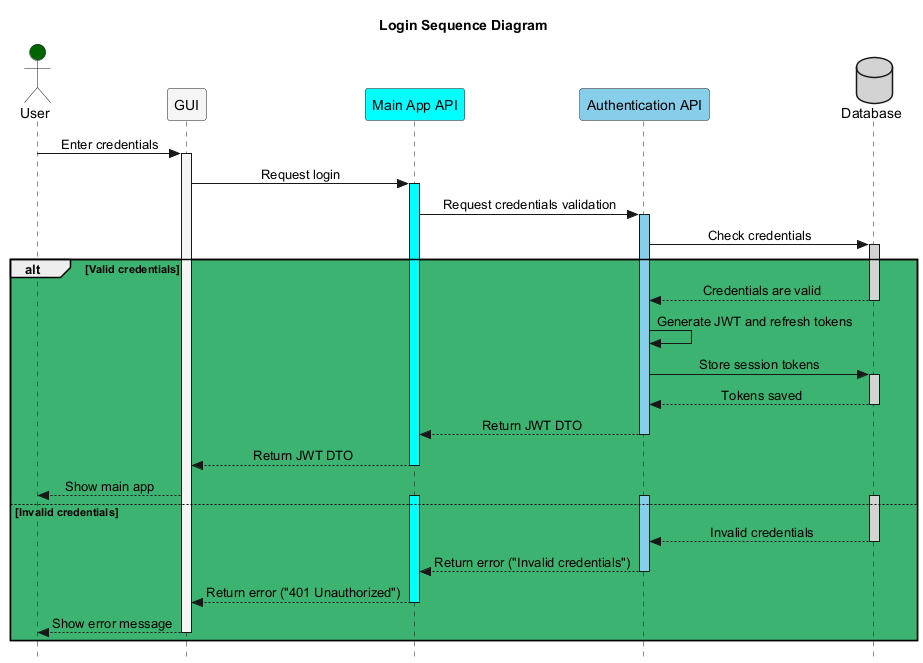 Login Sequence Diagram
User
GUI
Main App API
Authentication API
Database
Enter credentials
Request login
Request credentials validation
Check credentials
alt
[Valid credentials]
Credentials are valid
Generate JWT and refresh tokens
Store session tokens
Tokens saved
Return JWT DTO
Return JWT DTO
Show main app
[Invalid credentials]
Invalid credentials
Return error ("Invalid credentials")
Return error ("401 Unauthorized")
Show error message